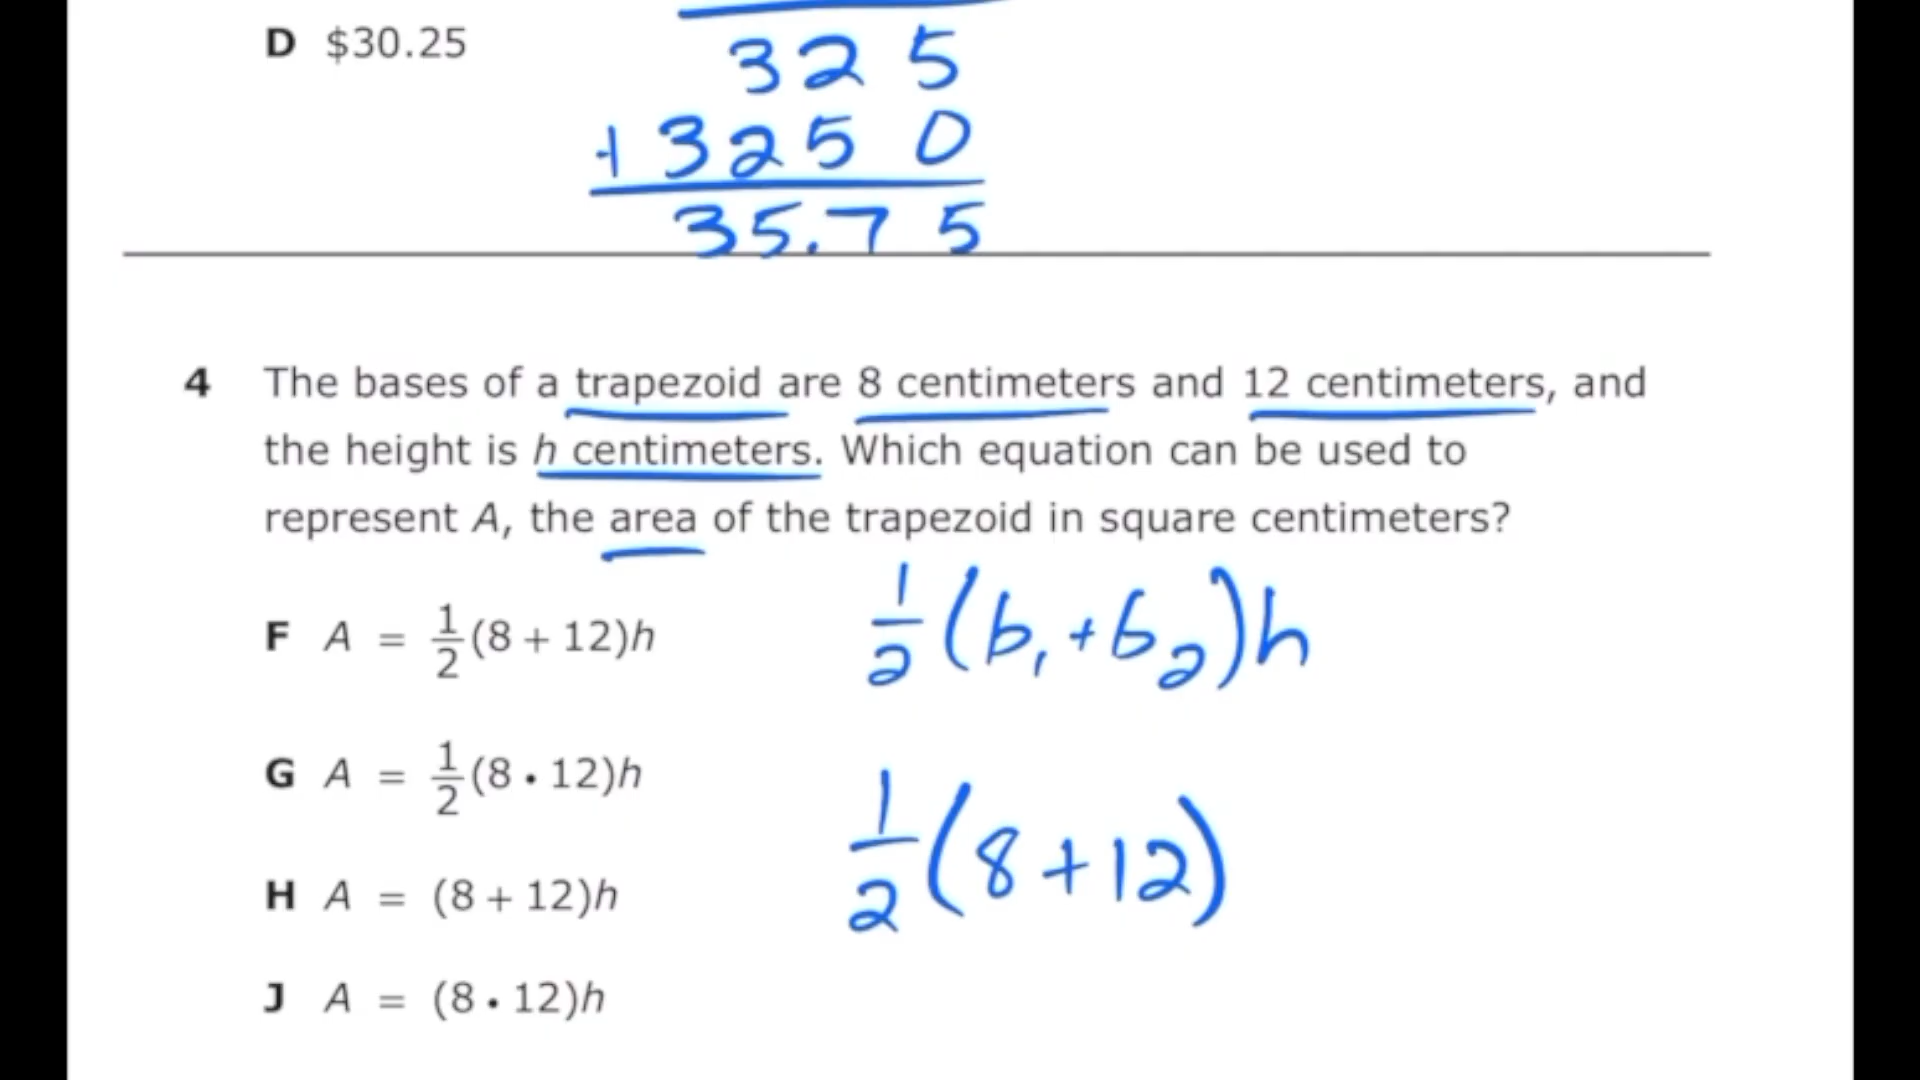 D $30.25
325
+3250
35.75
4 The bases of a trapezoid are 8 centimeters and 12 centimeters, and
the height is h centimeters. Which equation can be used to
represent A, the area of the trapezoid in square centimeters?
F A = 1/2(8 + 12)h
1/2(b₁+b₂)h
G A = 1/2(8 • 12)h
1/2(8+12)
H A = (8 + 12)h
J A = (8 • 12)h